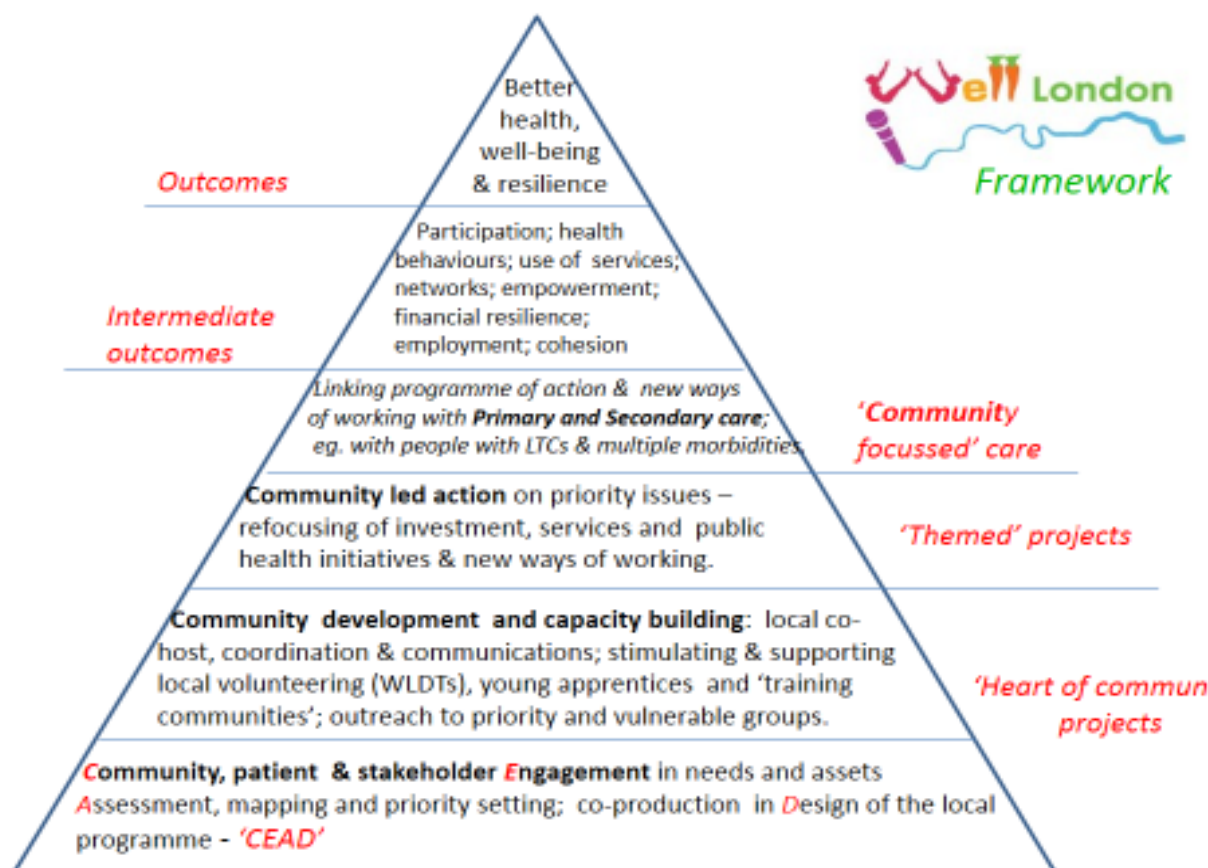 Better
health,
well-being
& resilience
Well London
Framework
Outcomes
Participation; health
behaviours; use of services;
networks; empowerment;
financial resilience;
employment; cohesion
Intermediate
outcomes
Linking programme of action & new ways
of working with Primary and Secondary care;
eg. with people with LTCs & multiple morbidities,
'Community
focussed' care
Community led action on priority issues –
refocusing of investment, services and public
health initiatives & new ways of working.
'Themed' projects
Community development and capacity building: local co-
host, coordination & communications; stimulating & supporting
local volunteering (WLDTs), young apprentices and 'training
communities'; outreach to priority and vulnerable groups.
'Heart of commun
projects
Community, patient & stakeholder Engagement in needs and assets
Assessment, mapping and priority setting; co-production in Design of the local
programme - 'CEAD'